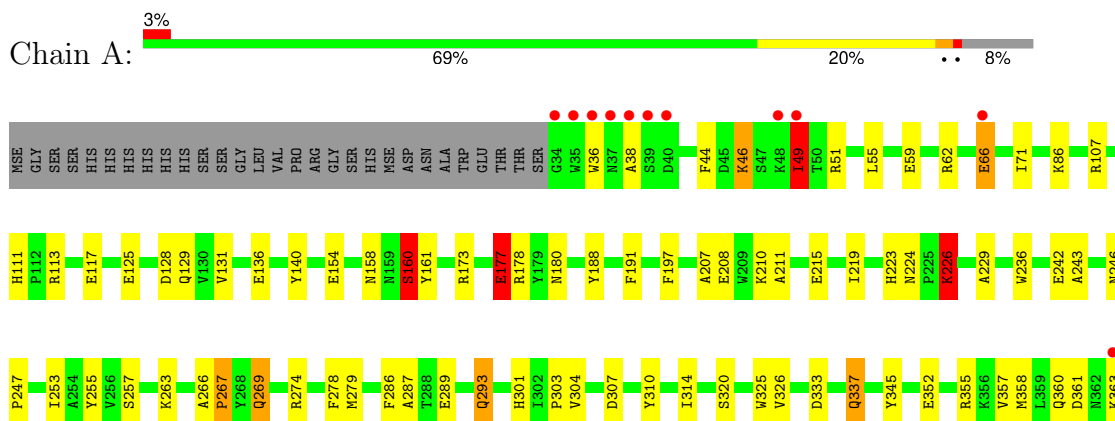 3%
Chain A:
69% 20% • • 8%
MSE GLY SER SER HIS HIS HIS HIS HIS HIS SER SER GLY LEU VAL PRO ARG GLY SER HIS MSE ASP ASN ALA TRP GLU THR THR SER G34 W35 W36 N37 A38 S39 D40 F44 D45 K46 S47 K48 I49 T50 R51 L55 E59 R62 E66 I71 K86 R107
H111 P112 R113 E117 E125 D128 Q129 V130 V131 E136 Y140 E154 N158 N159 S160 Y161 R173 E177 R178 Y179 N180 Y188 F191 F197 A207 E208 W209 K210 A211 E215 I219 H223 N224 P225 K226 A229 W236 E242 A243 N246
P247 I253 A254 Y255 V256 S257 K263 A266 P267 Y268 Q269 R274 F278 M279 F286 A287 T288 E289 Q293 H301 I302 P303 V304 D307 Y310 I314 S320 W325 V326 D333 Q337 Y345 E352 R355 K356 V357 M358 L359 Q360 D361 N362 K363